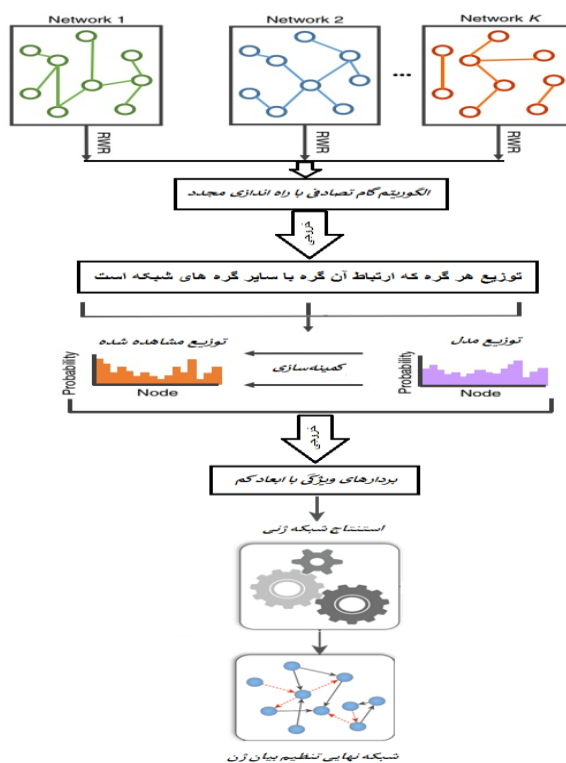 Network 1
Network 2
Network K
...
RWR
RWR
RWR
الگوریتم گام تصادفی با راه اندازی مجدد
خروجی
توزیع هر گره که ارتباط آن گره با سایر گره های شبکه است
توزیع مدل
توزیع مشاهده شده
کمینه‌سازی
Probability
Node
Probability
Node
خروجی
بردارهای ویژگی با ابعاد کم
استنتاج شبکه ژنی
شبکه نهایی تنظیم بیان ژن